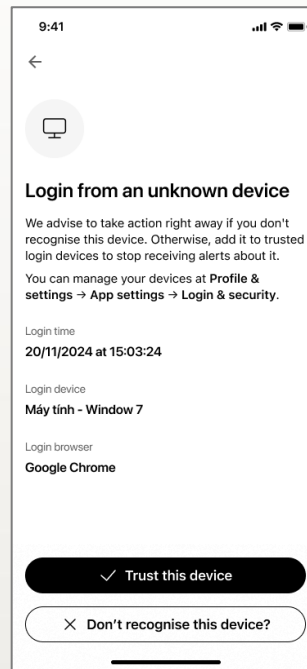 9:41
Login from an unknown device
We advise to take action right away if you don't
recognise this device. Otherwise, add it to trusted
login devices to stop receiving alerts about it.
You can manage your devices at Profile &
settings → App settings → Login & security.
Login time
20/11/2024 at 15:03:24
Login device
Máy tính - Window 7
Login browser
Google Chrome
Trust this device
Don't recognise this device?